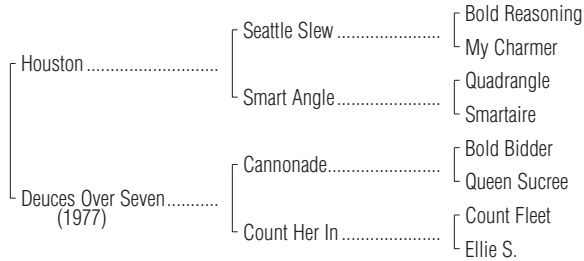 Bold Reasoning
Seattle Slew
My Charmer
Houston
Quadrangle
Smart Angle
Smartaire
Bold Bidder
Cannonade
Queen Sucree
Deuces Over Seven
(1977)
Count Fleet
Count Her In
Ellie S.